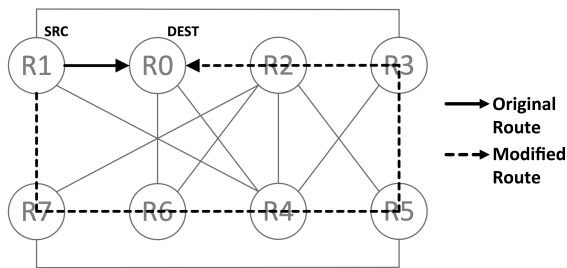 SRC
DEST
R1
R0
R2
R3
Original
Route
Modified
Route
R7
R6
R4
R5